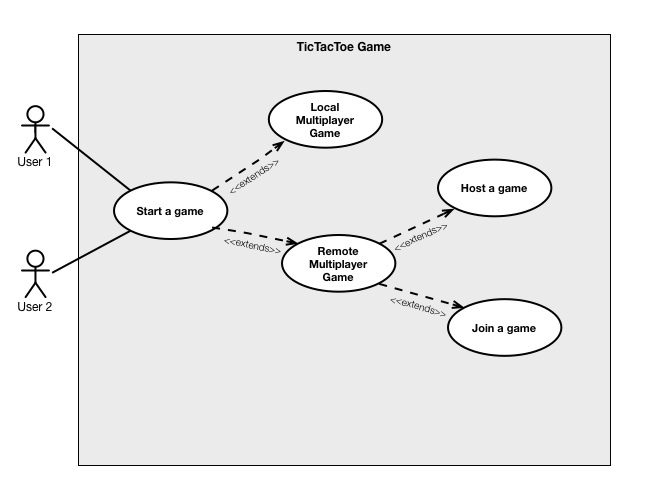 TicTacToe Game
Local
Multiplayer
Game
User 1
<<extends>>
Host a game
Start a game
<<extends>>
<<extends>>
Remote
Multiplayer
Game
User 2
<<extends>>
Join a game